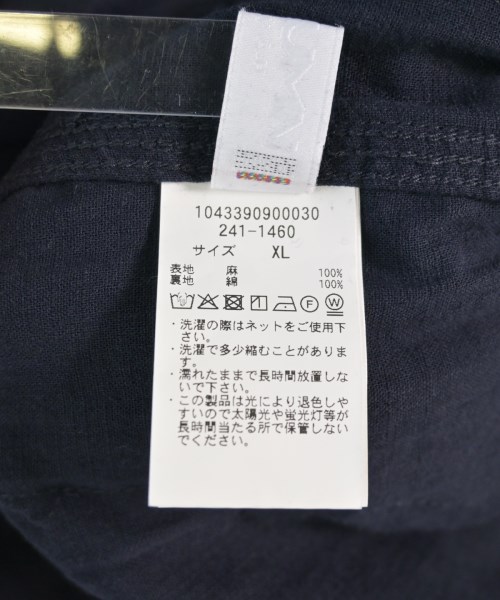 1043390900030
241-1460
サイズ XL
表地 麻 100%
裏地 綿 100%
・洗濯の際はネットをご使用下
さい。
・洗濯で多少縮むことがありま
す。
・濡れたままで長時間放置しな
いで下さい。
・この製品は光により退色しや
すいので太陽光や蛍光灯等が
長時間当たる所で保管しない
でください。